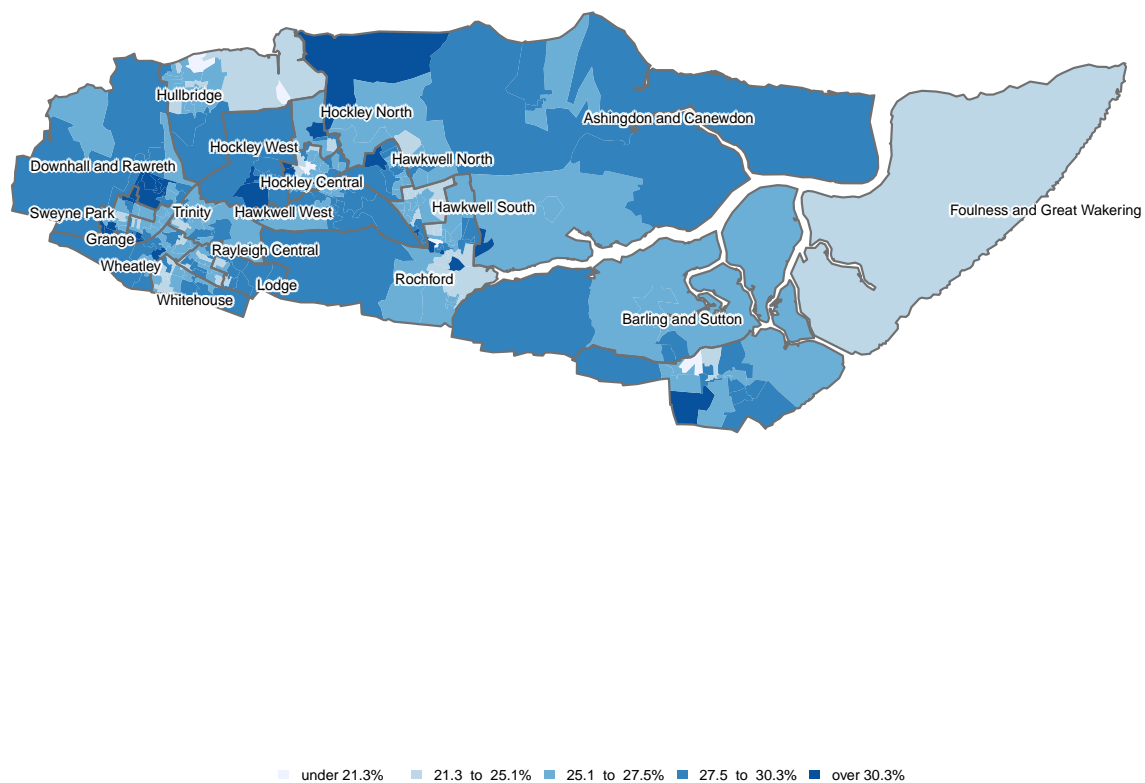 Hullbridge
Hockley North
Ashingdon and Canewdon
Hockley West
Hawkwell North
Downhall and Rawreth
Hockley Central
Sweyne Park
Trinity
Hawkwell West
Hawkwell South
Foulness and Great Wakering
Grange
Rayleigh Central
Wheatley
Rochford
Lodge
Whitehouse
Barling and Sutton
under 21.3%
21.3 to 25.1%
25.1 to 27.5%
27.5 to 30.3%
over 30.3%